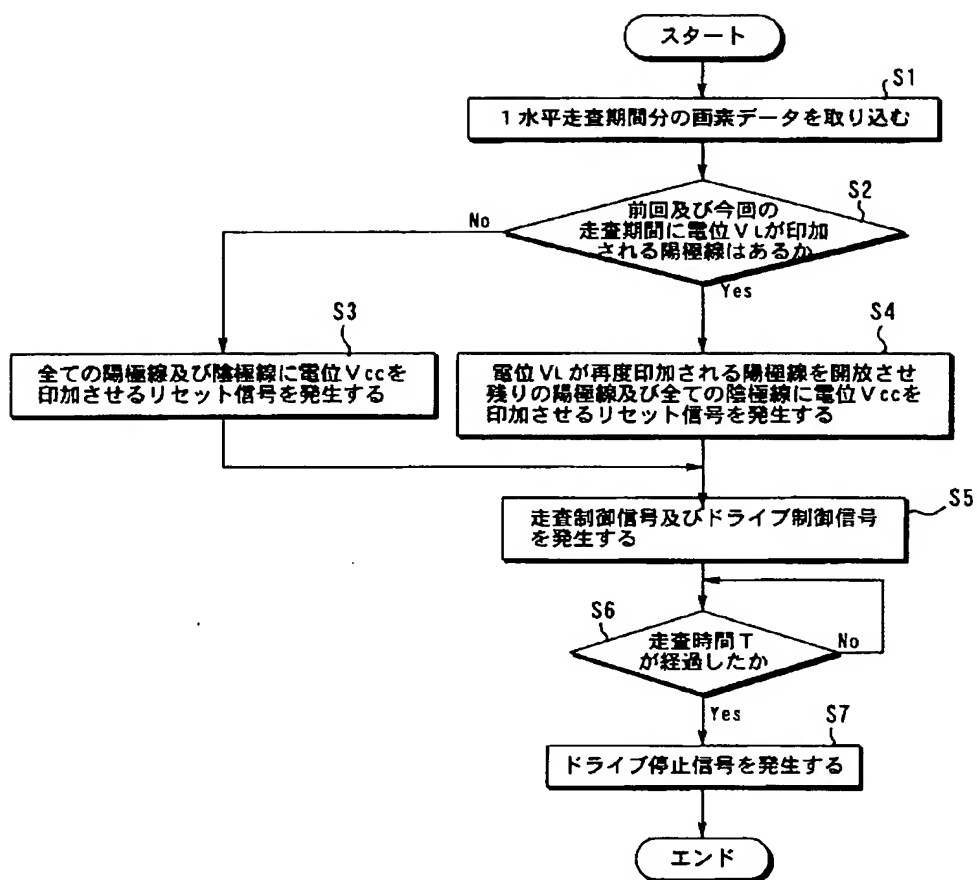 スタート
S1
1水平走査期間分の画素データを取り込む
S2
前回及び今回の
走査期間に電位VLが印加
される陽極線はあるか
No
Yes
S3
全ての陽極線及び陰極線に電位Vccを
印加させるリセット信号を発生する
S4
電位VLが再度印加される陽極線を開放させ
残りの陽極線及び全ての陰極線に電位Vccを
印加させるリセット信号を発生する
S5
走査制御信号及びドライブ制御信号
を発生する
S6
走査時間T
が経過したか
No
Yes
S7
ドライブ停止信号を発生する
エンド